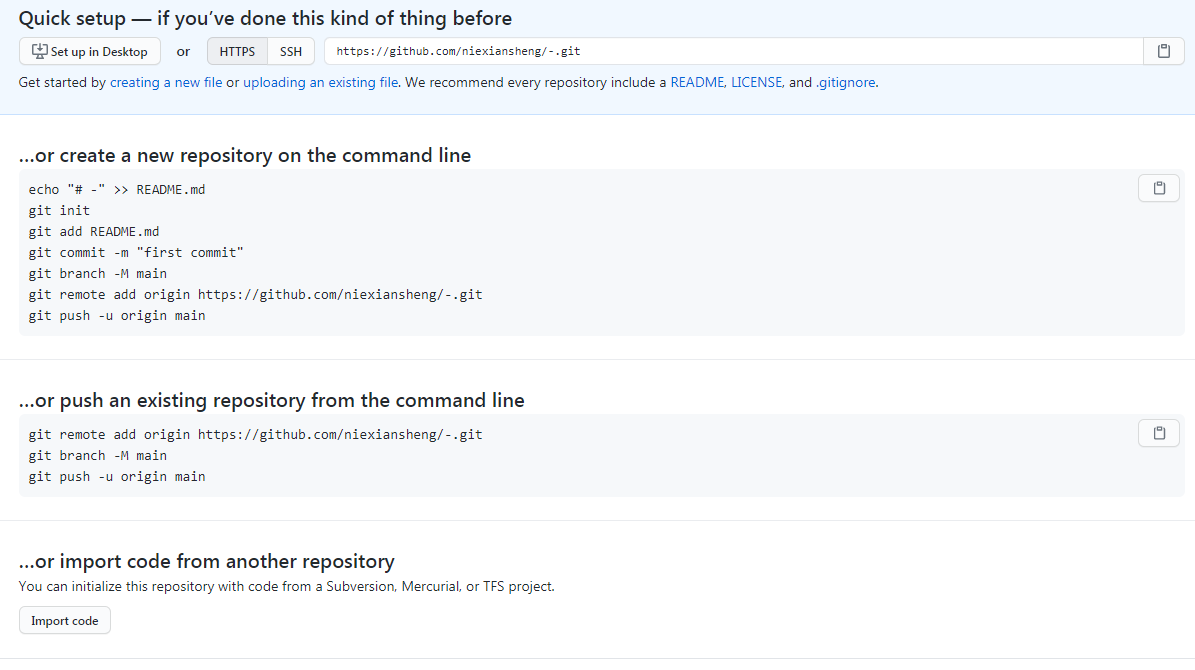 Quick setup — if you've done this kind of thing before
Set up in Desktop or HTTPS SSH https://github.com/niexiansheng/-.git
Get started by creating a new file or uploading an existing file. We recommend every repository include a README, LICENSE, and .gitignore.
…or create a new repository on the command line
echo "# -" >> README.md
git init
git add README.md
git commit -m "first commit"
git branch -M main
git remote add origin https://github.com/niexiansheng/-.git
git push -u origin main
…or push an existing repository from the command line
git remote add origin https://github.com/niexiansheng/-.git
git branch -M main
git push -u origin main
…or import code from another repository
You can initialize this repository with code from a Subversion, Mercurial, or TFS project.
Import code